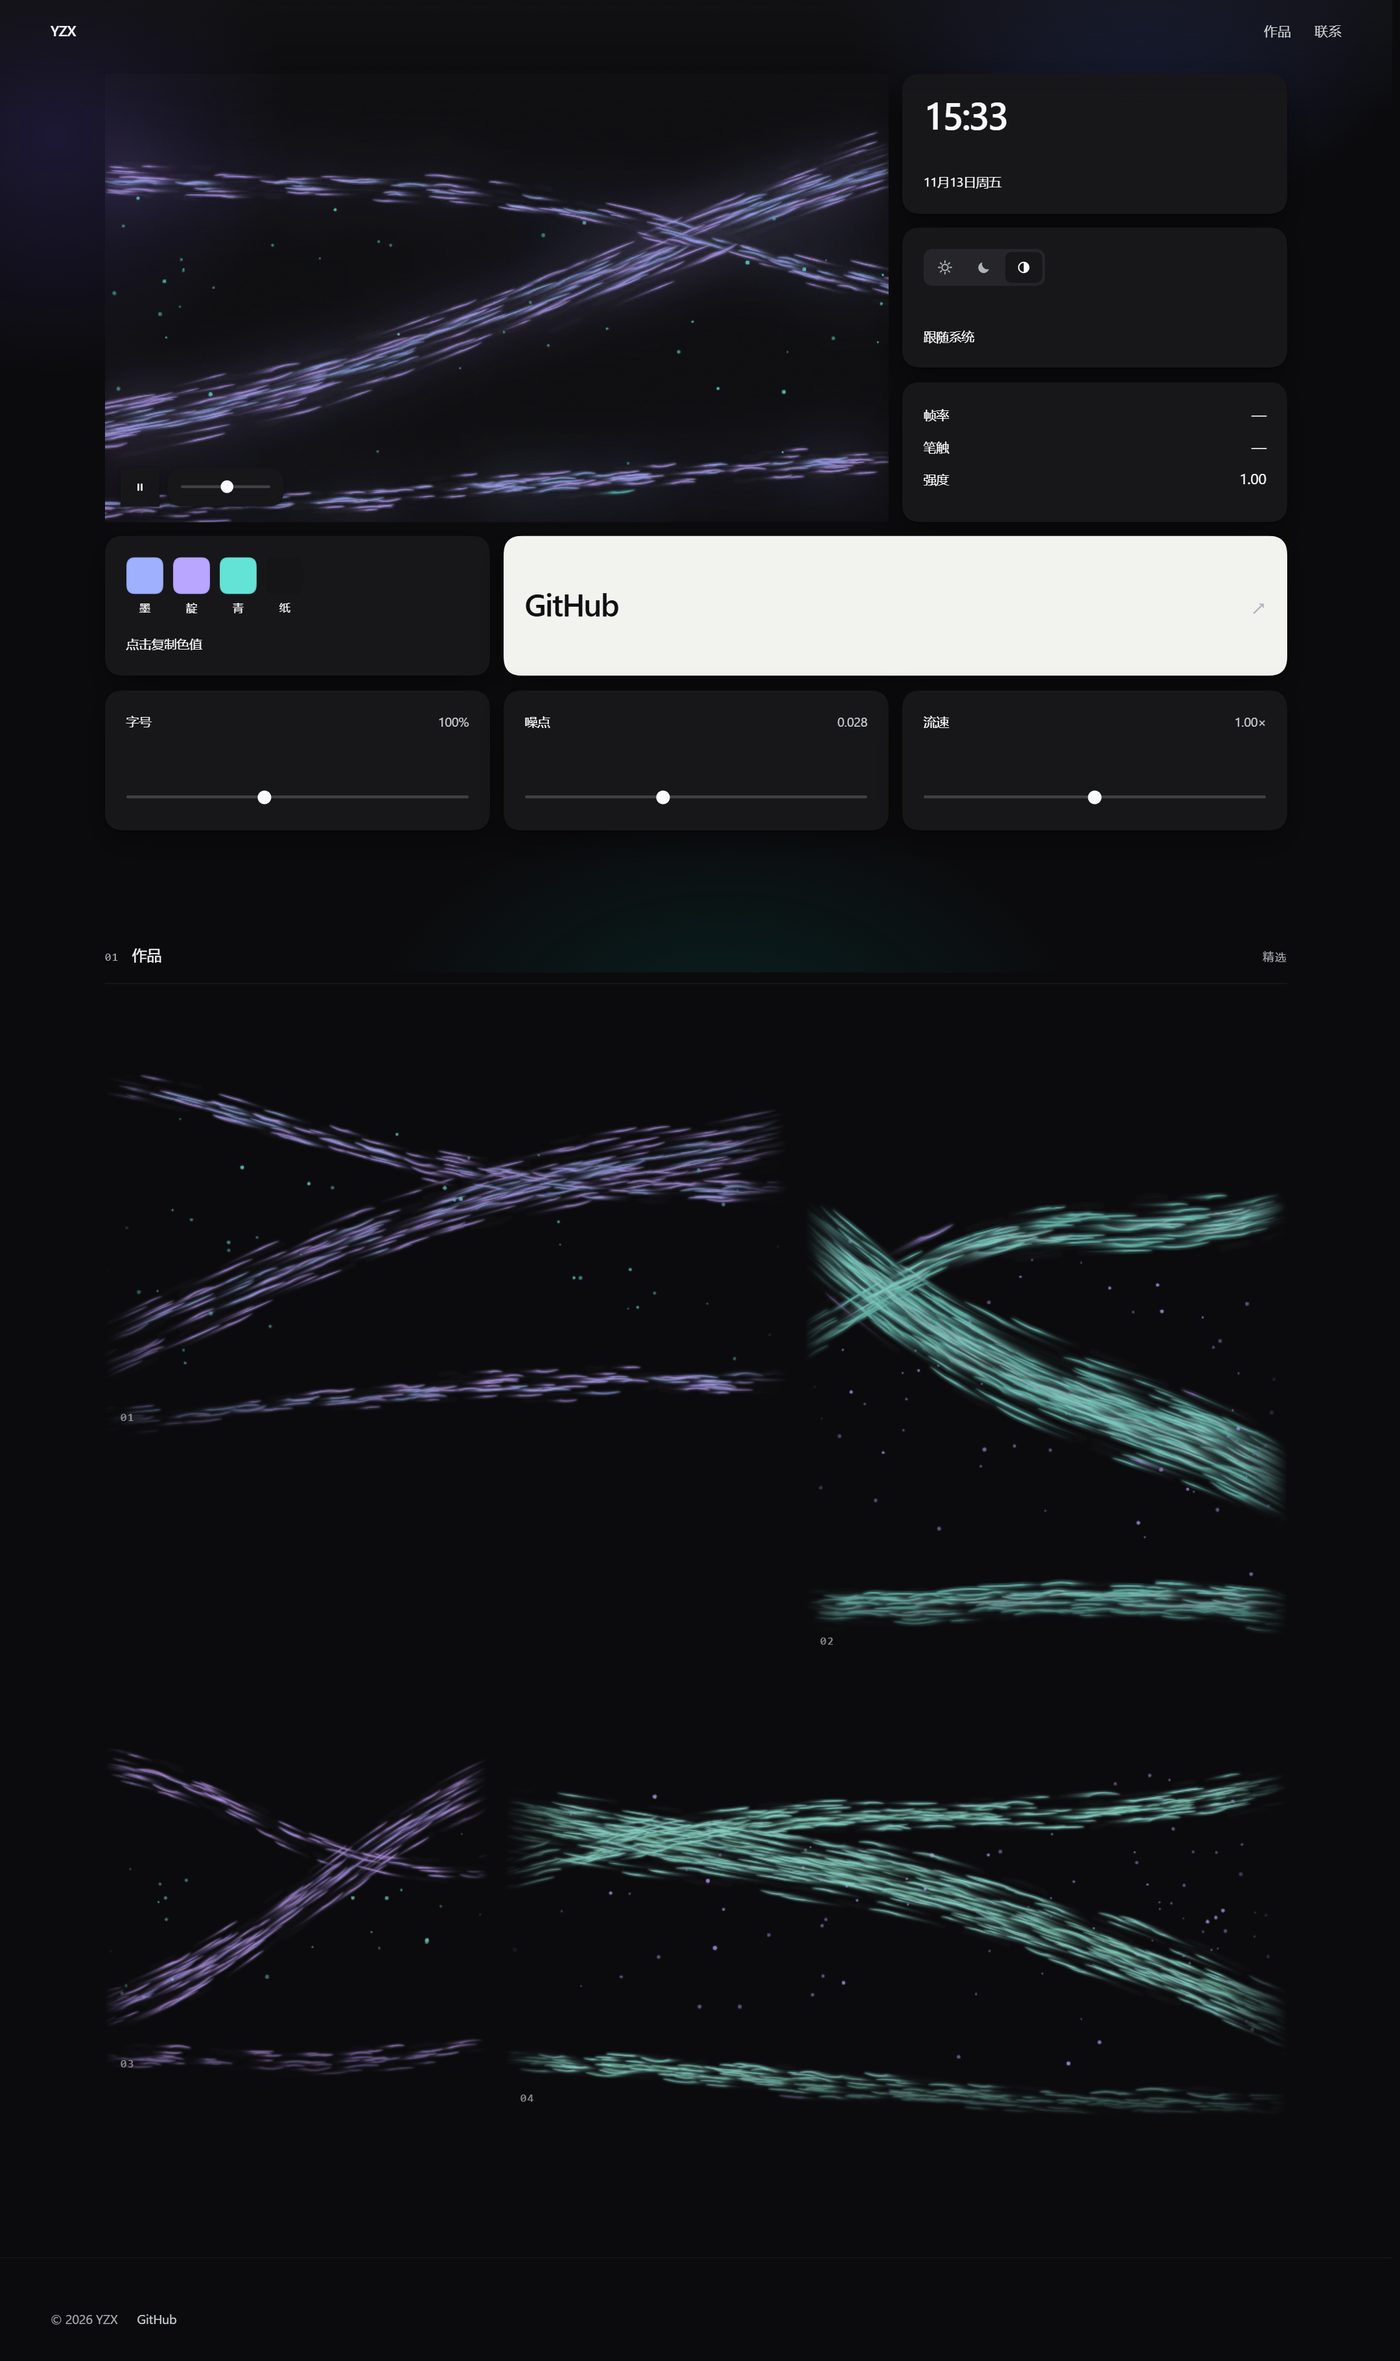 YZX
作品 联系
15:33
11月13日周五
跟随系统
帧率 —
笔触 —
强度 1.00
墨 靛 青 纸
点击复制色值
GitHub ↗
字号 100%
噪点 0.028
流速 1.00×
01 作品 精选
01
02
03
04
© 2026 YZX GitHub